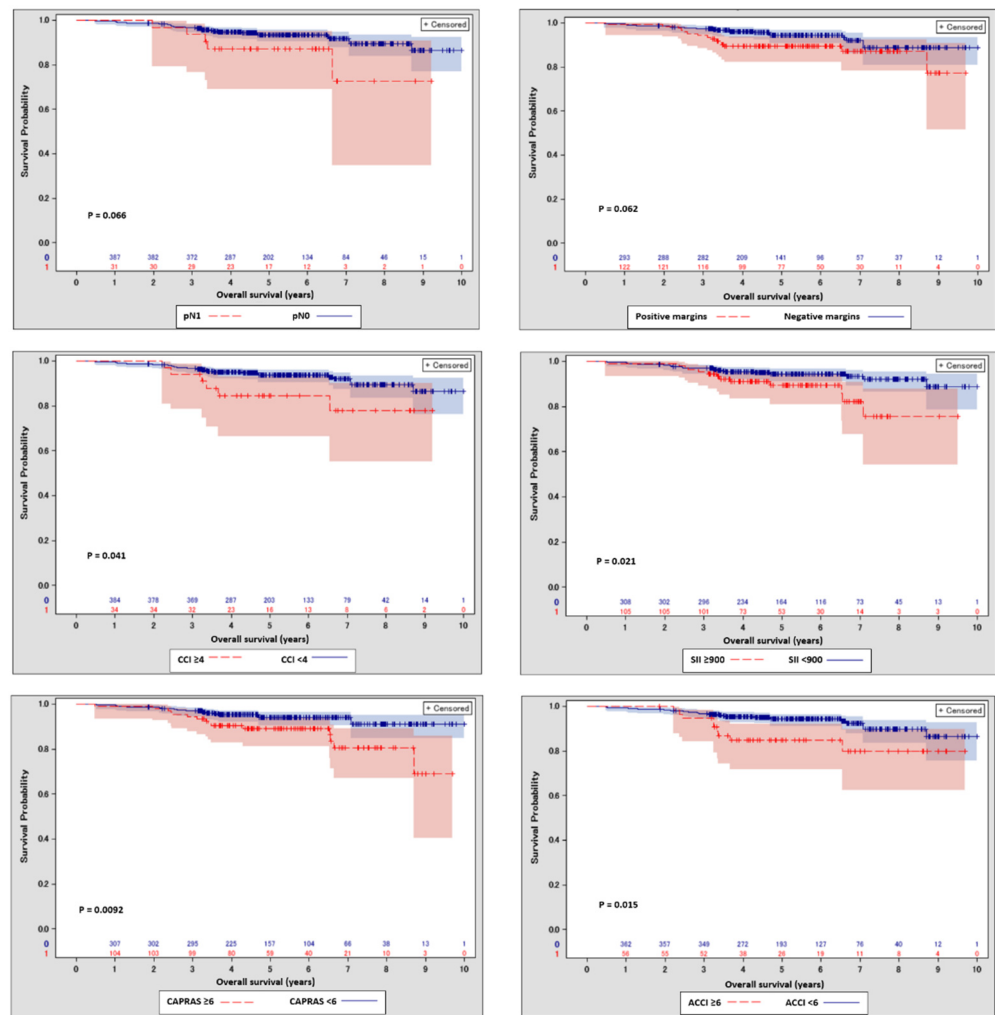 + Censored
1.0
0.8
0.6
0.4
0.2
0.0
Survival Probability
P = 0.066
0 387 382 372 287 202 134 84 46 15 1
1 31 30 29 23 17 12 3 2 1 0
0 1 2 3 4 5 6 7 8 9 10
Overall survival (years)
pN1 pN0
+ Censored
1.0
0.8
0.6
0.4
0.2
0.0
Survival Probability
P = 0.062
0 293 288 282 209 141 96 57 37 12 1
1 122 121 116 99 77 50 30 11 4 0
0 1 2 3 4 5 6 7 8 9 10
Overall survival (years)
Positive margins Negative margins
+ Censored
1.0
0.8
0.6
0.4
0.2
0.0
Survival Probability
P = 0.041
0 384 378 369 287 203 133 79 42 14 1
1 34 34 32 23 16 13 8 6 2 0
0 1 2 3 4 5 6 7 8 9 10
Overall survival (years)
CCI ≥4 CCI <4
+ Censored
1.0
0.8
0.6
0.4
0.2
0.0
Survival Probability
P = 0.021
0 308 302 296 234 164 116 73 45 13 1
1 105 105 101 73 53 30 14 3 3 0
0 1 2 3 4 5 6 7 8 9 10
Overall survival (years)
SII ≥900 SII <900
+ Censored
1.0
0.8
0.6
0.4
0.2
0.0
Survival Probability
P = 0.0092
0 307 302 295 225 157 104 66 38 13 1
1 104 103 99 80 59 40 21 10 3 0
0 1 2 3 4 5 6 7 8 9 10
Overall survival (years)
CAPRAS ≥6 CAPRAS <6
+ Censored
1.0
0.8
0.6
0.4
0.2
0.0
Survival Probability
P = 0.015
0 362 357 349 272 193 127 76 40 12 1
1 56 55 52 38 26 19 11 8 4 0
0 1 2 3 4 5 6 7 8 9 10
Overall survival (years)
ACCI ≥6 ACCI <6